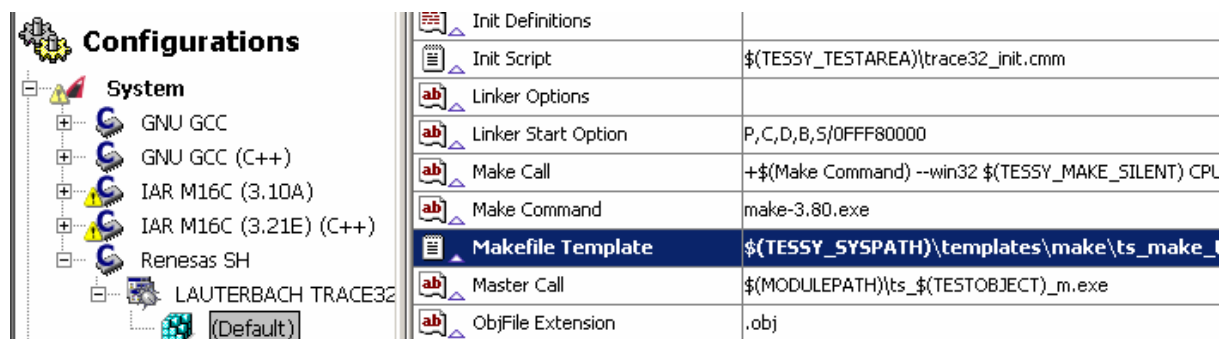 Configurations
System
GNU GCC
GNU GCC (C++)
IAR M16C (3.10A)
IAR M16C (3.21E) (C++)
Renesas SH
LAUTERBACH TRACE32
(Default)
Init Definitions
Init Script $(TESSY_TESTAREA)\trace32_init.cmm
Linker Options
Linker Start Option P,C,D,B,S/0FFF80000
Make Call +$(Make Command) --win32 $(TESSY_MAKE_SILENT) CPU
Make Command make-3.80.exe
Makefile Template $(TESSY_SYSPATH)\templates\make\ts_make_
Master Call $(MODULEPATH)\ts_$(TESTOBJECT)_m.exe
ObjFile Extension .obj